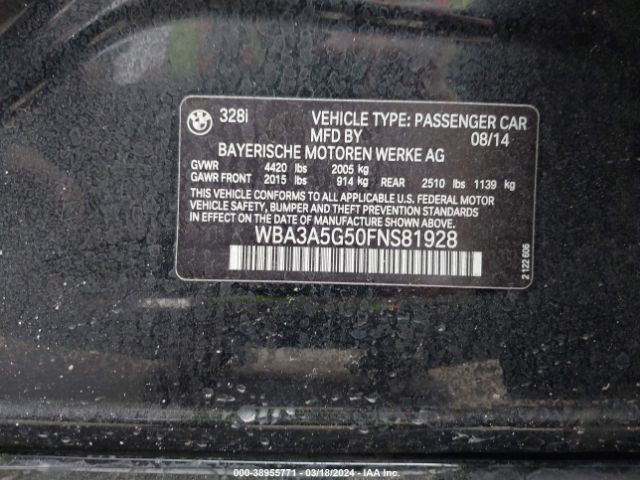 BMW
328i VEHICLE TYPE: PASSENGER CAR
MFD BY 08/14
BAYERISCHE MOTOREN WERKE AG
GVWR 4420 lbs 2005 kg
GAWR FRONT 2015 lbs 914 kg REAR 2510 lbs 1139 kg
THIS VEHICLE CONFORMS TO ALL APPLICABLE U.S. FEDERAL MOTOR
VEHICLE SAFETY, BUMPER AND THEFT PREVENTION STANDARDS
IN EFFECT ON THE DATE OF MANUFACTURE SHOWN ABOVE.
WBA3A5G50FNS81928
2 122 606
000-38955771 - 03/18/2024 - IAA Inc.